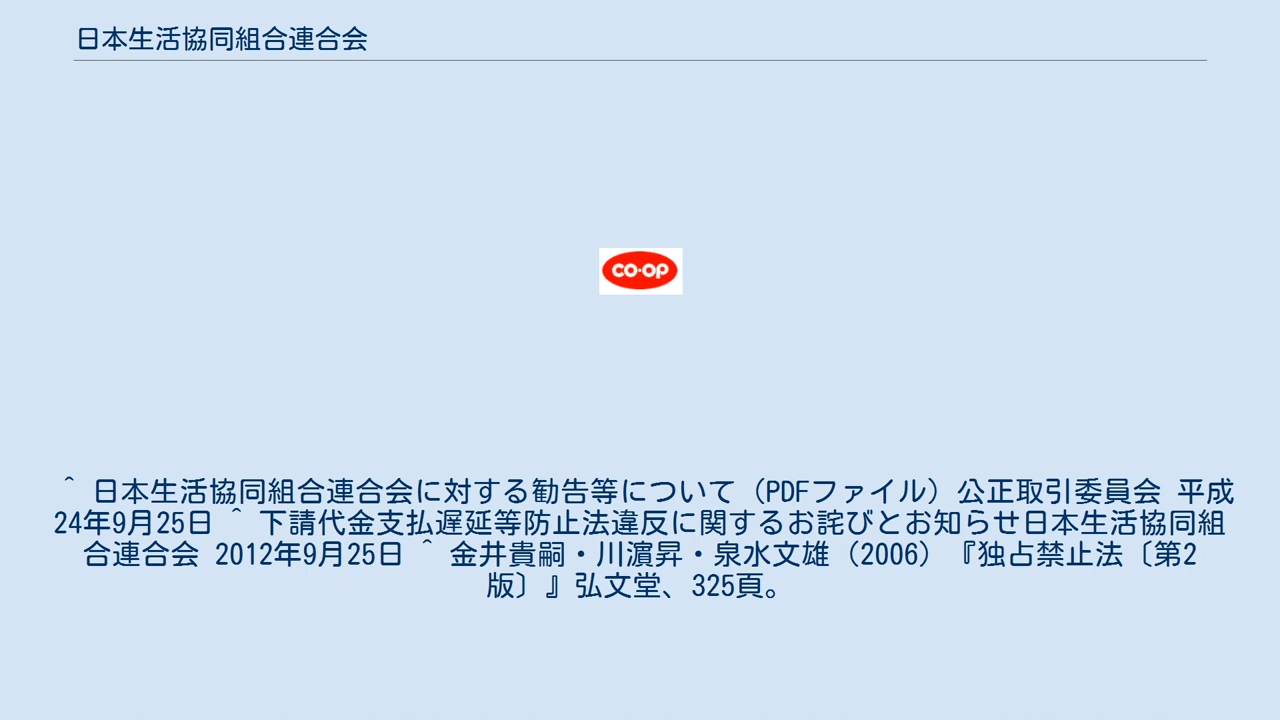 日本生活協同組合連合会
CO·OP
^ 日本生活協同組合連合会に対する勧告等について（PDFファイル）公正取引委員会 平成
24年9月25日 ^ 下請代金支払遅延等防止法違反に関するお詫びとお知らせ日本生活協同組
合連合会 2012年9月25日 ^ 金井貴嗣・川濵昇・泉水文雄（2006）『独占禁止法〔第2
版〕』弘文堂、325頁。